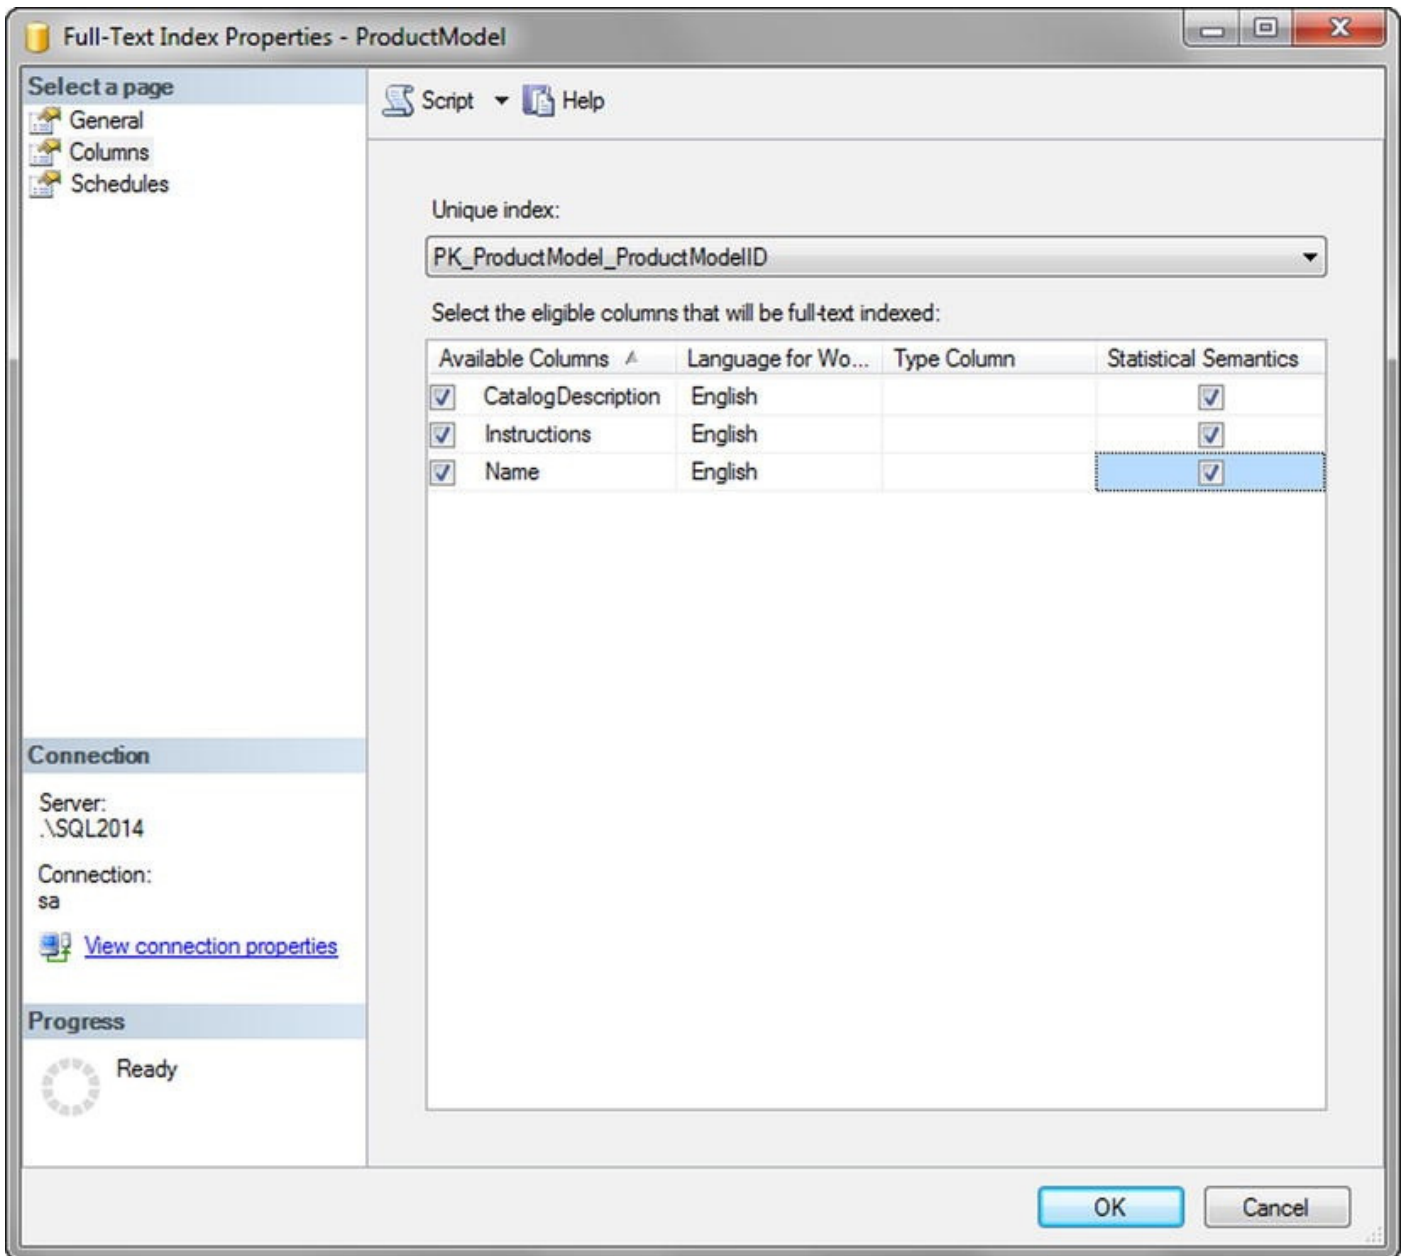 Full-Text Index Properties - ProductModel
Select a page
General
Columns
Schedules
Script
Help
Unique index:
PK_ProductModel_ProductModelID
Select the eligible columns that will be full-text indexed:
Available Columns Language for Wo... Type Column Statistical Semantics
CatalogDescription English
Instructions English
Name English
Connection
Server:
.\SQL2014
Connection:
sa
View connection properties
Progress
Ready
OK Cancel